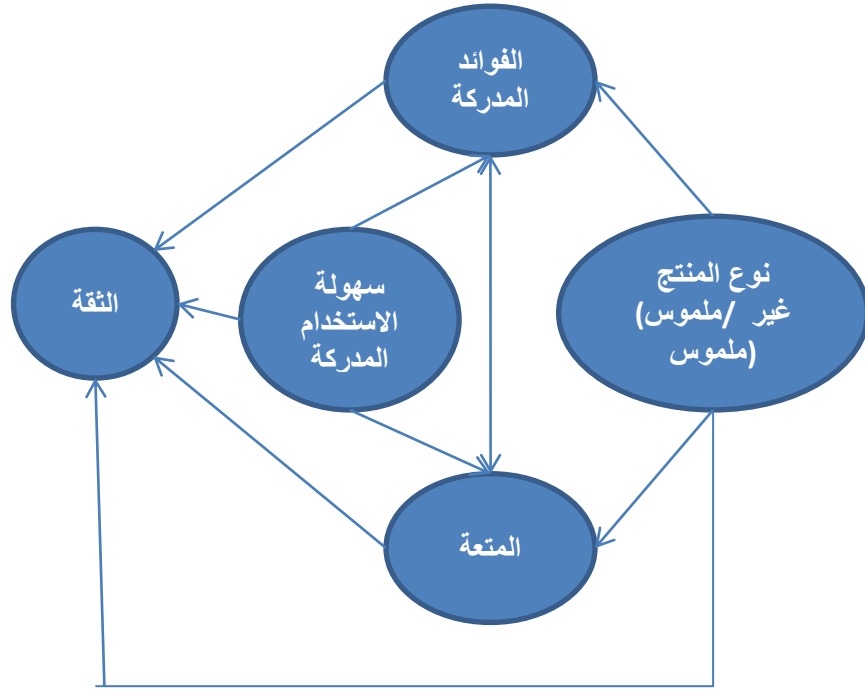 الفوائد
المدركة
نوع المنتج
(ملموس/ غير
ملموس)
سهولة
الاستخدام
المدركة
الثقة
المتعة